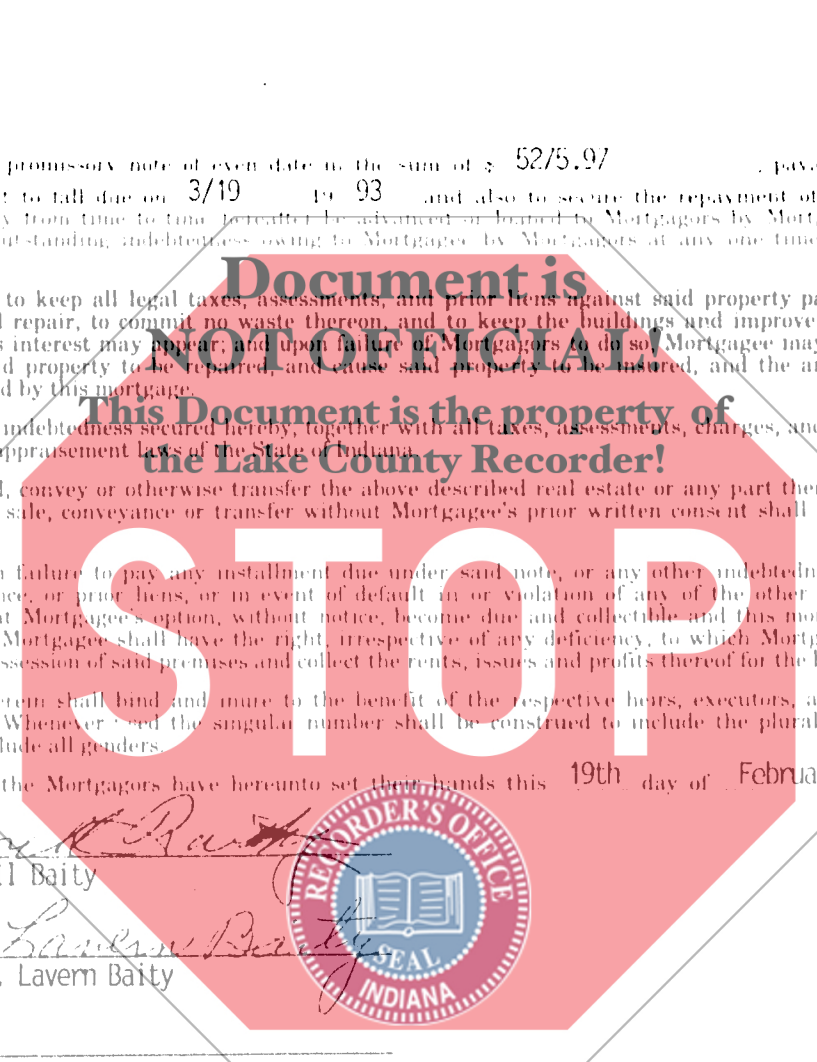 promissory note of even date in the sum of $ 5275.97
to fall due on 3/19 19 93 and also to secure the repayment of
from time to time hereafter be advanced or loaned to Mortgagors by
outstanding indebtedness owing to Mortgagee by Mortgagors at any one time
Document is
to keep all legal taxes, assessments, and prior liens against said property
repair, to commit no waste thereon, and to keep the buildings and
NOT OFFICIAL!
interest may appear; and upon failure of Mortgagors to do so, Mortgagee may
property to be repaired, and cause said property to be insured, and the
by this mortgage.
This Document is the property of
indebtedness secured hereby, together with all taxes, assessments, charges,
appraisement laws of the State of Indiana.
the Lake County Recorder!
convey or otherwise transfer the above described real estate or any part
sale, conveyance or transfer without Mortgagee's prior written consent shall
STOP
failure to pay any installment due under said note, or any other
or prior liens, or in event of default in or violation of any of the other
Mortgagee's option, without notice, become due and collectible and this
Mortgagee shall have the right, irrespective of any deficiency, to which
possession of said premises and collect the rents, issues and profits thereof for the
shall bind and inure to the benefit of the respective heirs, executors,
Whenever used the singular number shall be construed to include the plural
all genders.
the Mortgagors have hereunto set their hands this 19th day of
RECORDER'S OFFICE
Baity
SEAL
Lavern Baity
INDIANA
Lavern Baity